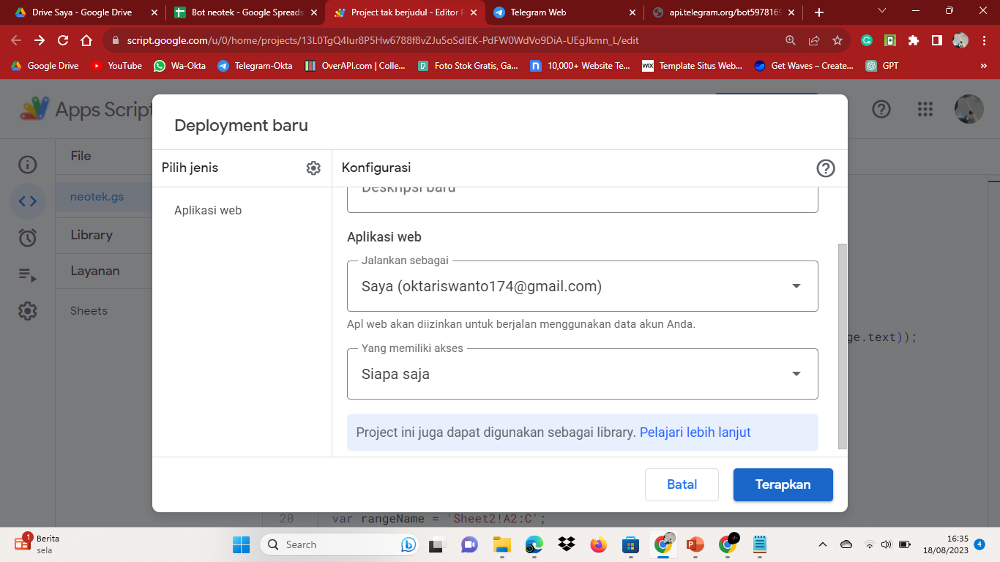 Drive Saya - Google Drive
Bot neotek - Google Spreads
Project tak berjudul - Editor P
Telegram Web
api.telegram.org/bot5978169
script.google.com/u/0/home/projects/13L0TgQ4Iur8P5Hw6788f8vZJu5oSdIEK-PdFW0WdVo9DiA-UEgJkmn_L/edit
Google Drive
YouTube
Wa-Okta
Telegram-Okta
OverAPI.com | Colle...
Foto Stok Gratis, Ga...
10,000+ Website Te...
WIX
Template Situs Web...
Get Waves – Create...
GPT
»
Apps Script
Deployment baru
File
Pilih jenis
Konfigurasi
neotek.gs
Deskripsi baru
Aplikasi web
Library
Aplikasi web
Jalankan sebagai
Layanan
Saya (oktariswanto174@gmail.com)
Sheets
Apl web akan diizinkan untuk berjalan menggunakan data akun Anda.
ge.text));
Yang memiliki akses
Siapa saja
Project ini juga dapat digunakan sebagai library. Pelajari lebih lanjut
Batal
Terapkan
20 var rangeName = 'Sheet2!A2:C';
1
Berita
sela
Search
16:35
18/08/2023
4